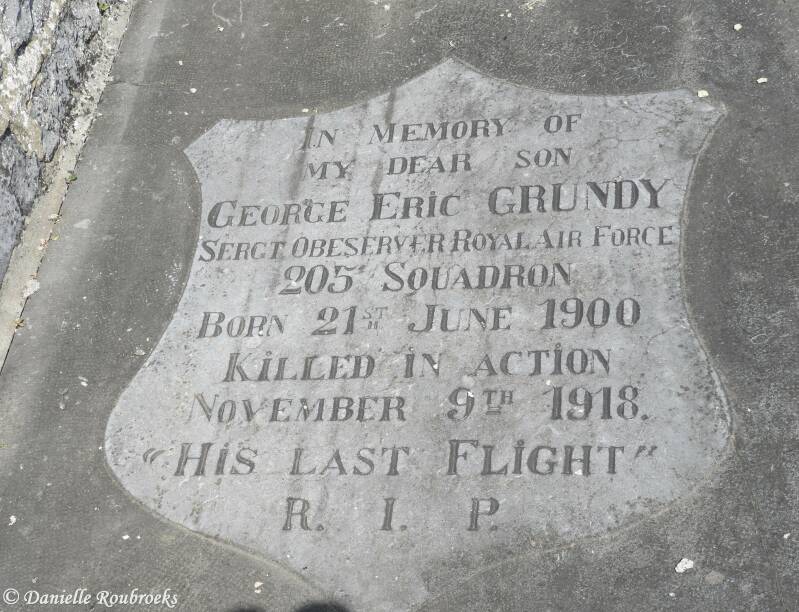 IN MEMORY OF
MY DEAR SON
GEORGE ERIC GRUNDY
SERGT OBESERVER ROYAL AIR FORCE
205 SQUADRON
BORN 21ST JUNE 1900
KILLED IN ACTION
NOVEMBER 9TH 1918.
"HIS LAST FLIGHT"
R. I. P.
© Danielle Roubroeks